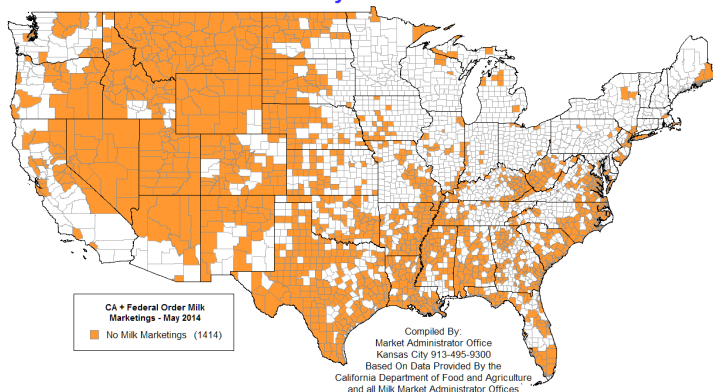 CA + Federal Order Milk
Marketings - May 2014
No Milk Marketings (1414)
Compiled By:
Market Administrator Office
Kansas City 913-495-9300
Based On Data Provided By the
California Department of Food and Agriculture
and all Milk Market Administrator Offices